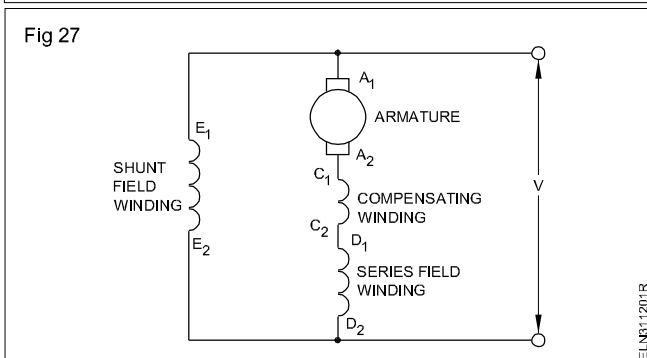 Fig 27
A1
ARMATURE
A2
E1
SHUNT
FIELD
WINDING
E2
C1
COMPENSATING
WINDING
C2
D1
SERIES FIELD
WINDING
D2
V
ELN311201R